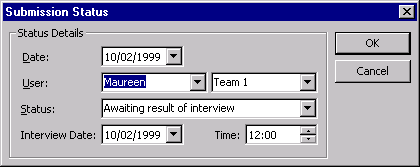 Submission Status
Status Details
Date: 10/02/1999
User: Maureen Team 1
Status: Awaiting result of interview
Interview Date: 10/02/1999 Time: 12:00
OK
Cancel